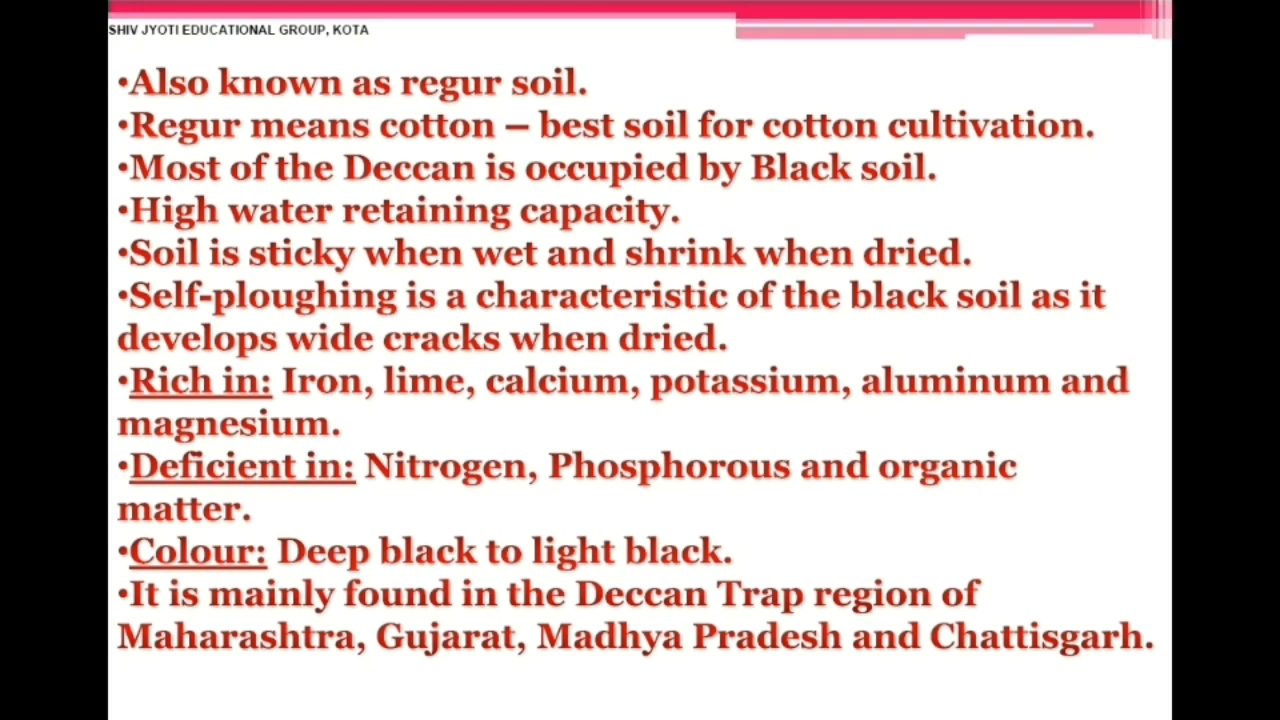 SHIV JYOTI EDUCATIONAL GROUP, KOTA
•Also known as regur soil.
•Regur means cotton – best soil for cotton cultivation.
•Most of the Deccan is occupied by Black soil.
•High water retaining capacity.
•Soil is sticky when wet and shrink when dried.
•Self-ploughing is a characteristic of the black soil as it
develops wide cracks when dried.
•Rich in: Iron, lime, calcium, potassium, aluminum and
magnesium.
•Deficient in: Nitrogen, Phosphorous and organic
matter.
•Colour: Deep black to light black.
•It is mainly found in the Deccan Trap region of
Maharashtra, Gujarat, Madhya Pradesh and Chattisgarh.